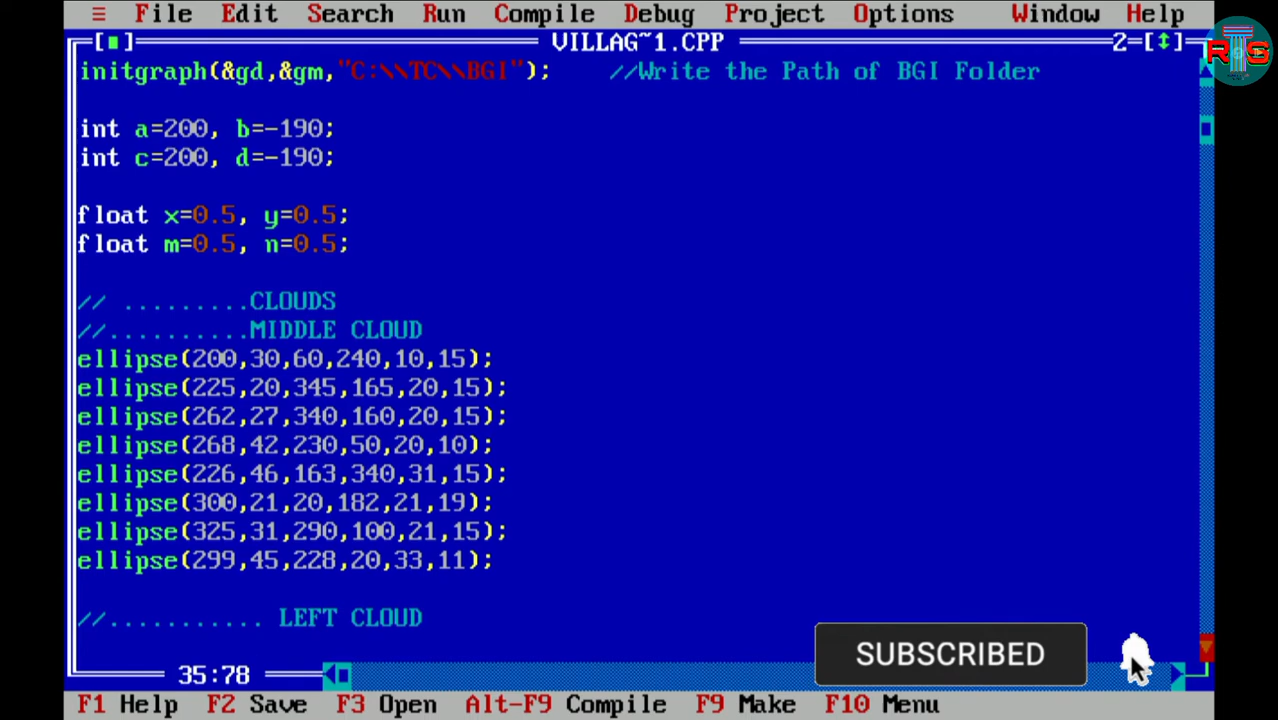 ≡ File Edit Search Run Compile Debug Project Options Window Help
[■] VILLAG~1.CPP 2=[↕]
initgraph(&gd,&gm,"C:\\TC\\BGI"); //Write the Path of BGI Folder
int a=200, b=-190;
int c=200, d=-190;
float x=0.5, y=0.5;
float m=0.5, n=0.5;
// .........CLOUDS
//..........MIDDLE CLOUD
ellipse(200,30,60,240,10,15);
ellipse(225,20,345,165,20,15);
ellipse(262,27,340,160,20,15);
ellipse(268,42,230,50,20,10);
ellipse(226,46,163,340,31,15);
ellipse(300,21,20,182,21,19);
ellipse(325,31,290,100,21,15);
ellipse(299,45,228,20,33,11);
//........... LEFT CLOUD
SUBSCRIBED
35:78
F1 Help F2 Save F3 Open Alt-F9 Compile F9 Make F10 Menu